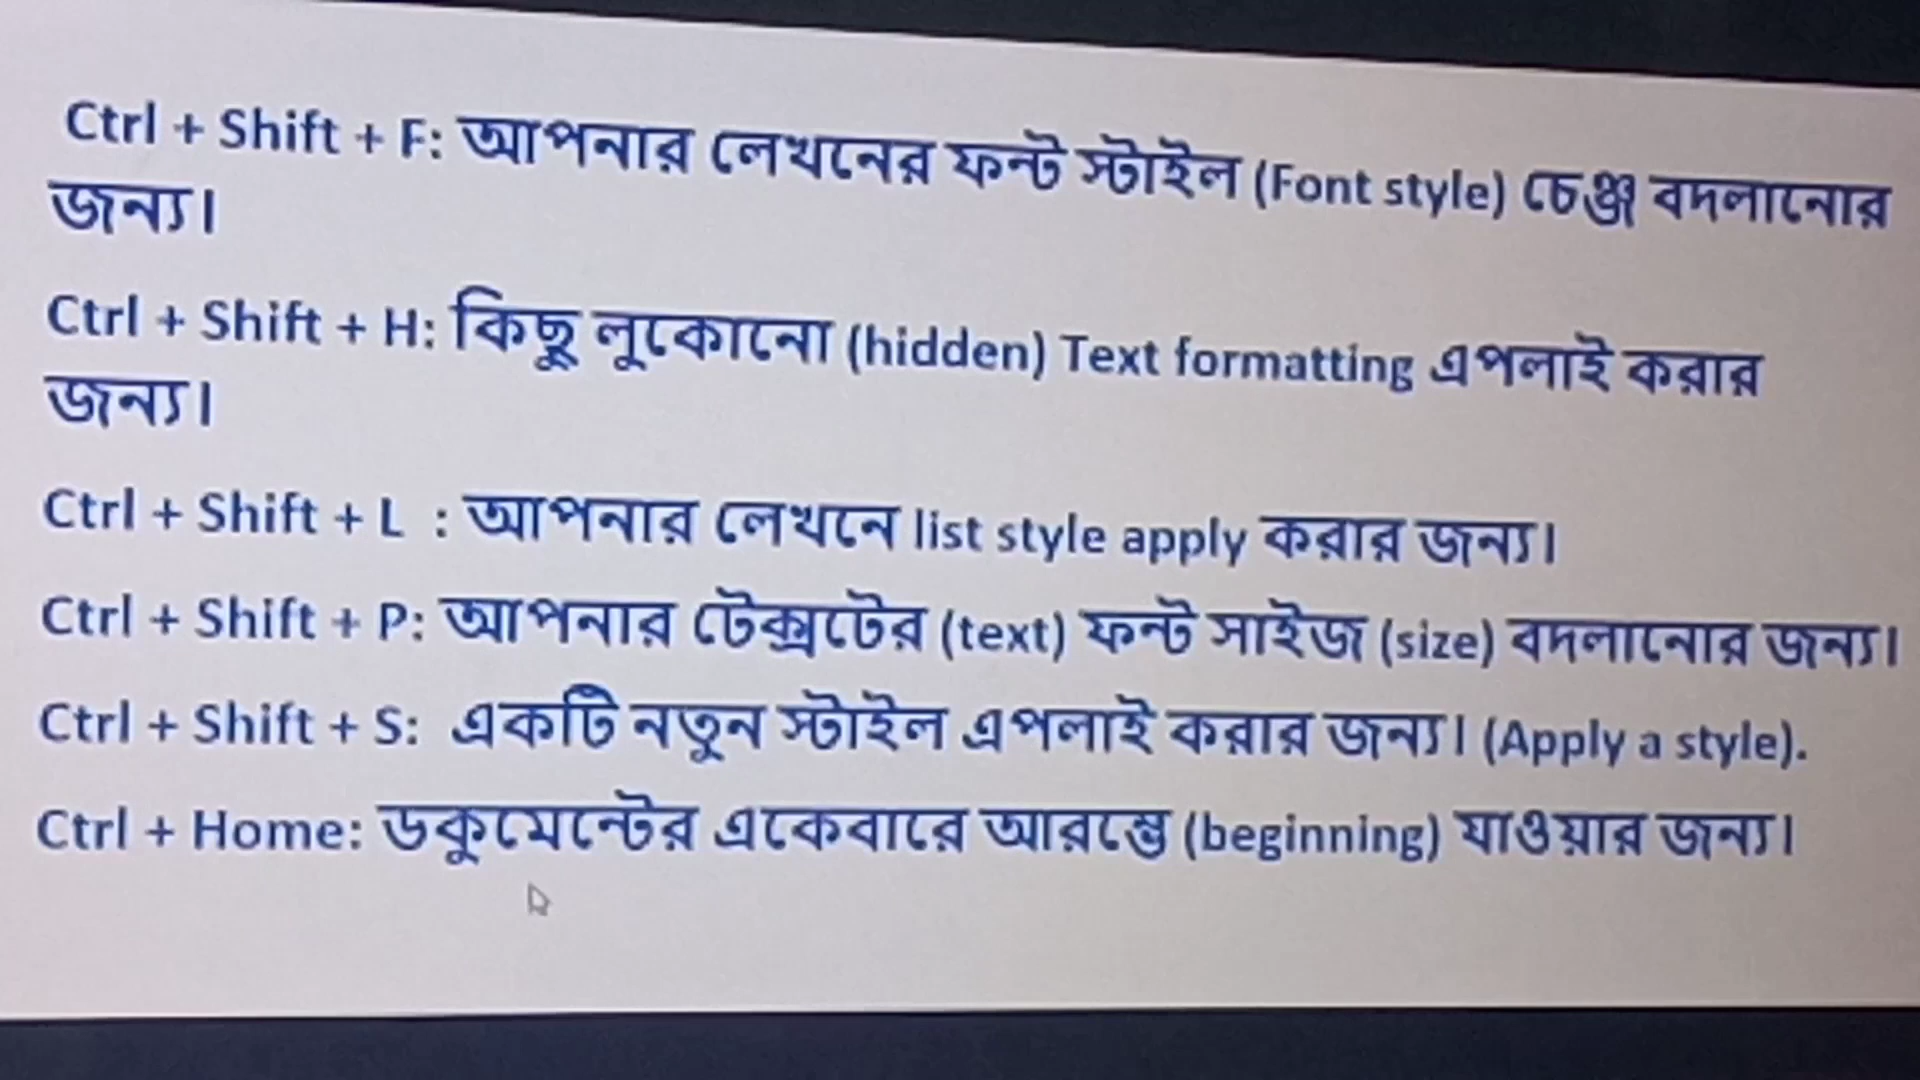 Ctrl + Shift + F: আপনার লেখনের ফন্ট স্টাইল (Font style) চেঞ্জ বদলানোর
জন্য।
Ctrl + Shift + H: কিছু লুকোনো (hidden) Text formatting এপলাই করার
জন্য।
Ctrl + Shift + L : আপনার লেখনে list style apply করার জন্য।
Ctrl + Shift + P: আপনার টেক্সটের (text) ফন্ট সাইজ (size) বদলানোর জন্য।
Ctrl + Shift + S: একটি নতুন স্টাইল এপলাই করার জন্য। (Apply a style).
Ctrl + Home: ডকুমেন্টের একেবারে আরম্ভে (beginning) যাওয়ার জন্য।